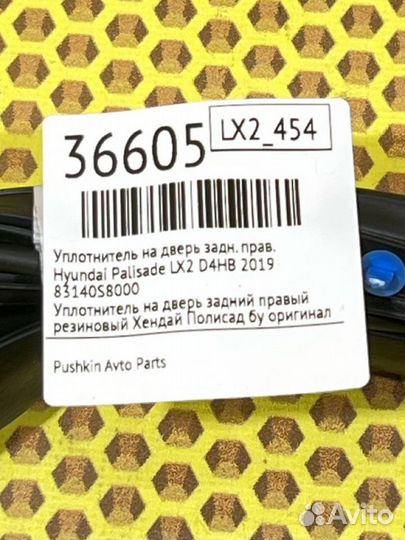 36605
LX2_454
Уплотнитель на дверь задн. прав.
Hyundai Palisade LX2 D4HB 2019
83140S8000
Уплотнитель на дверь задний правый
резиновый Хендай Полисад бу оригинал
Pushkin Avto Parts
Avito